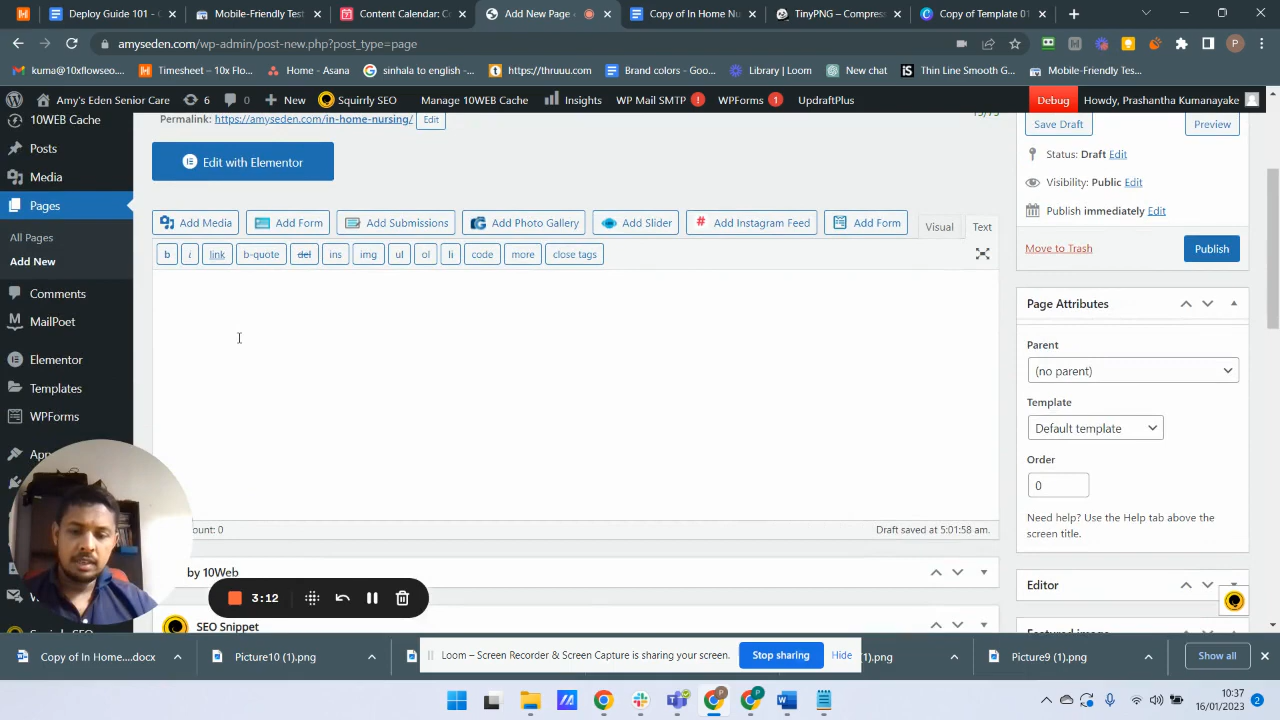 Deploy Guide 101 - C
Mobile-Friendly Tes
Content Calendar: C
Add New Page
Copy of In Home Nu
TinyPNG – Compres
Copy of Template 01
amyseden.com/wp-admin/post-new.php?post_type=page
P
kuma@10xflowseo...
Timesheet – 10x Flo...
Home - Asana
sinhala to english -...
https://thruuu.com
Brand colors - Goo...
Library | Loom
New chat
Thin Line Smooth G...
Mobile-Friendly Tes...
Amy's Eden Senior Care
6
0
New
Squirrly SEO
Manage 10WEB Cache
Insights
WP Mail SMTP !
WPForms 1
UpdraftPlus
Debug
Howdy, Prashantha Kumanayake
10WEB Cache
Posts
Media
Pages
All Pages
Add New
Comments
MailPoet
Elementor
Templates
WPForms
Permalink: https://amyseden.com/in-home-nursing/ Edit
Edit with Elementor
Add Media
Add Form
Add Submissions
Add Photo Gallery
Add Slider
Add Instagram Feed
Add Form
Visual
Text
b
i
link
b-quote
del
ins
img
ul
ol
li
code
more
close tags
Draft saved at 5:01:58 am.
by 10Web
SEO Snippet
3:12
Save Draft
Preview
Status: Draft Edit
Visibility: Public Edit
Publish immediately Edit
Move to Trash
Publish
Page Attributes
Parent
(no parent)
Template
Default template
Order
0
Need help? Use the Help tab above the
screen title.
Editor
Copy of In Home....docx
Picture10 (1).png
Loom – Screen Recorder & Screen Capture is sharing your screen.
Stop sharing
Hide
(1).png
Picture9 (1).png
Show all
10:37
16/01/2023
2